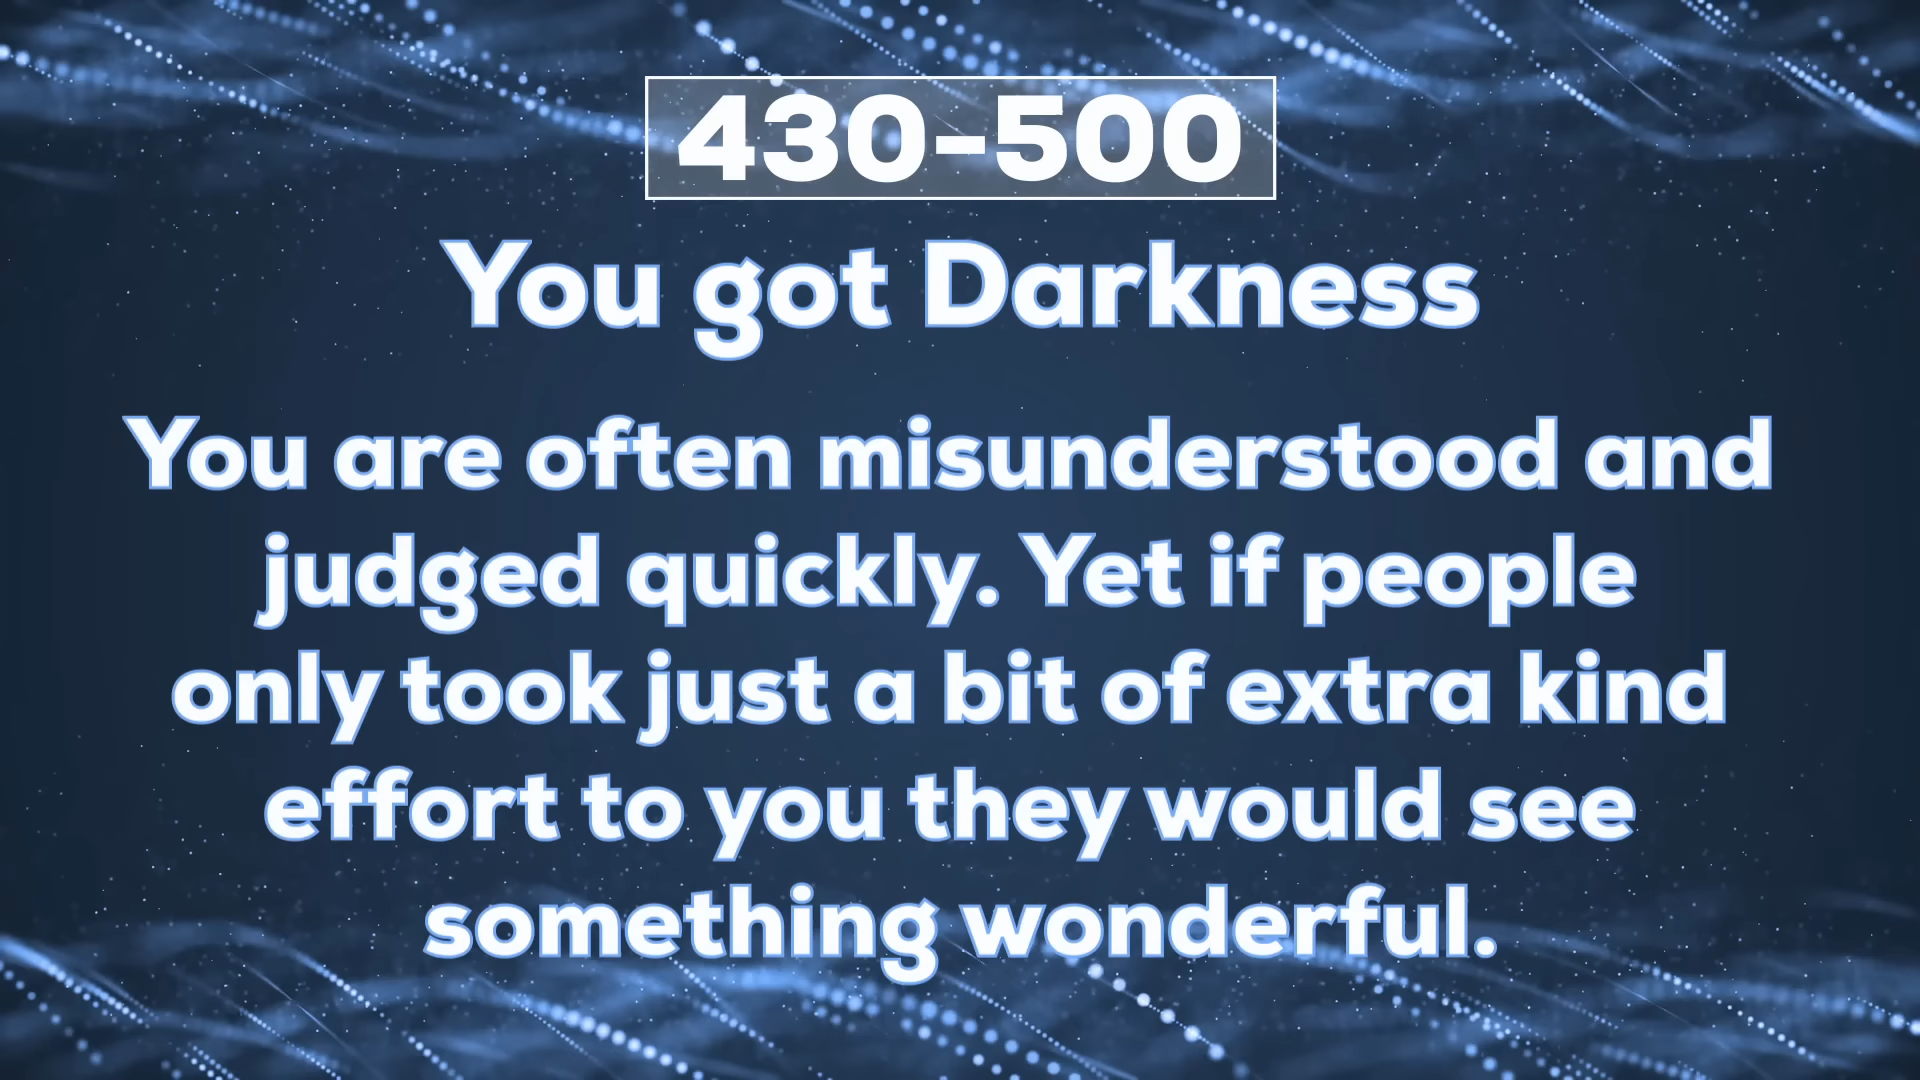 430-500
You got Darkness
You are often misunderstood and
judged quickly. Yet if people
only took just a bit of extra kind
effort to you they would see
something wonderful.